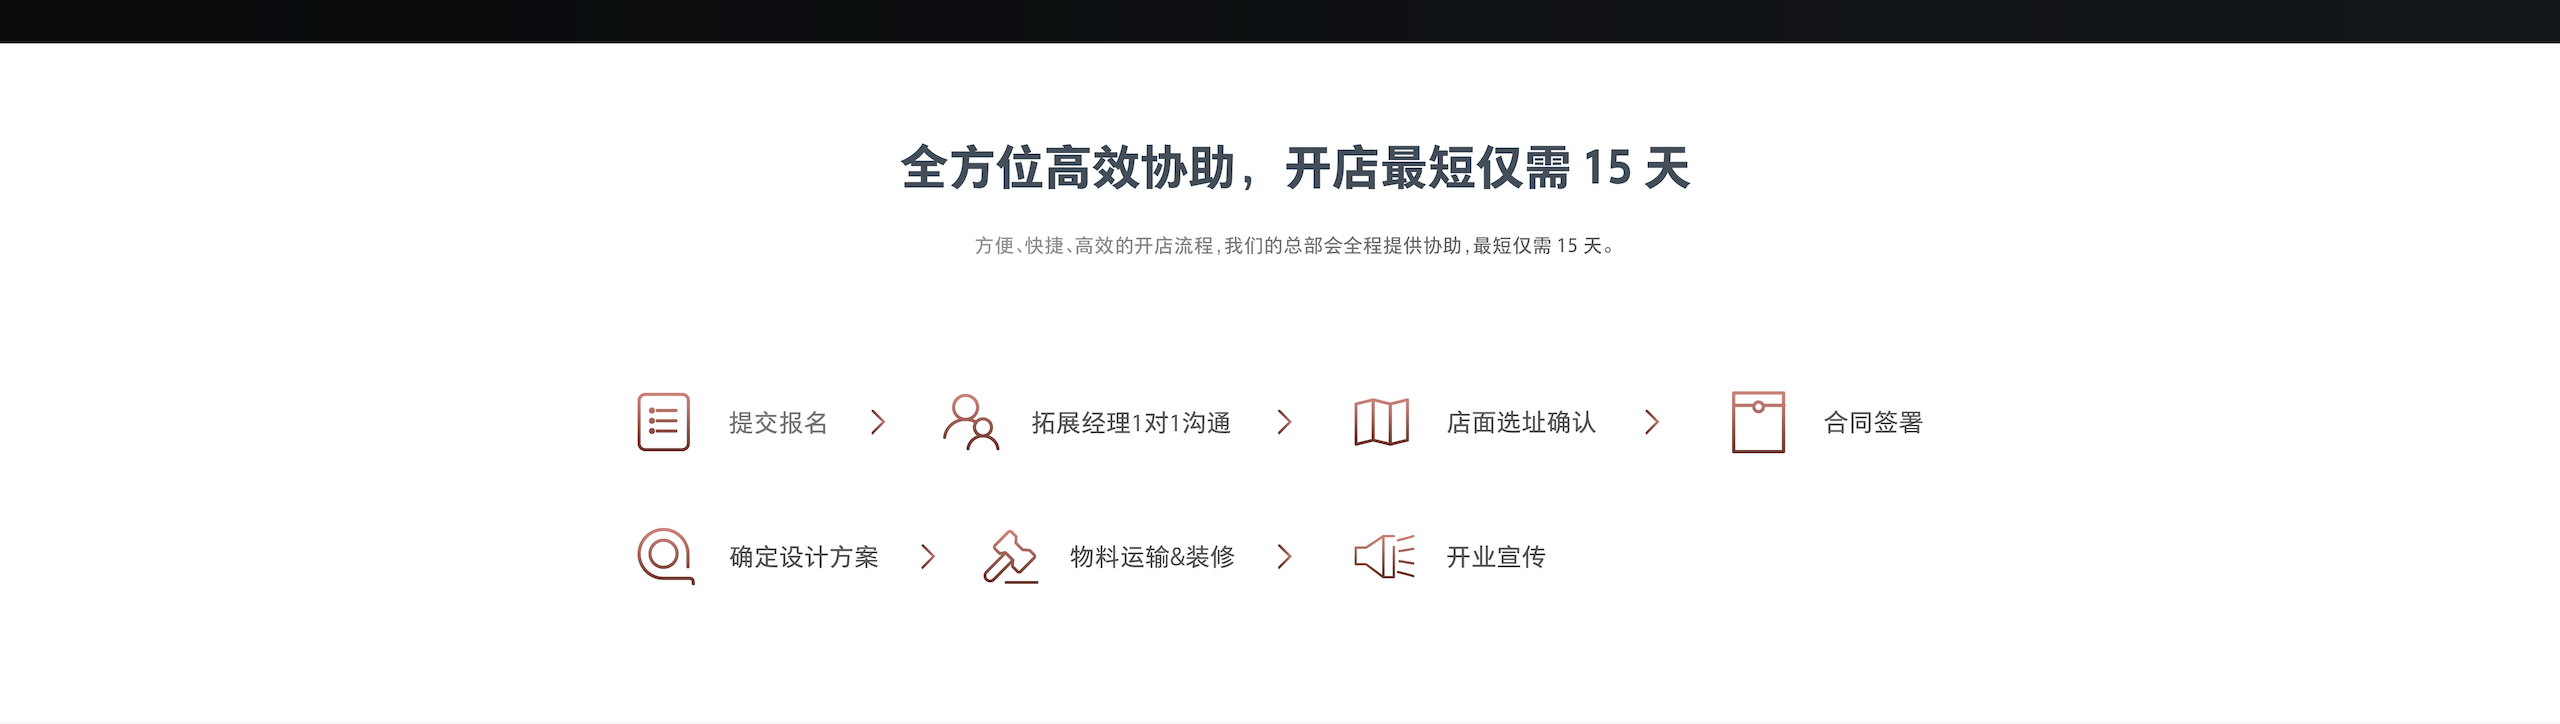 全方位高效协助，开店最短仅需 15 天
方便、快捷、高效的开店流程，我们的总部会全程提供协助，最短仅需 15 天。
提交报名 拓展经理1对1沟通 店面选址确认 合同签署
确定设计方案 物料运输&装修 开业宣传